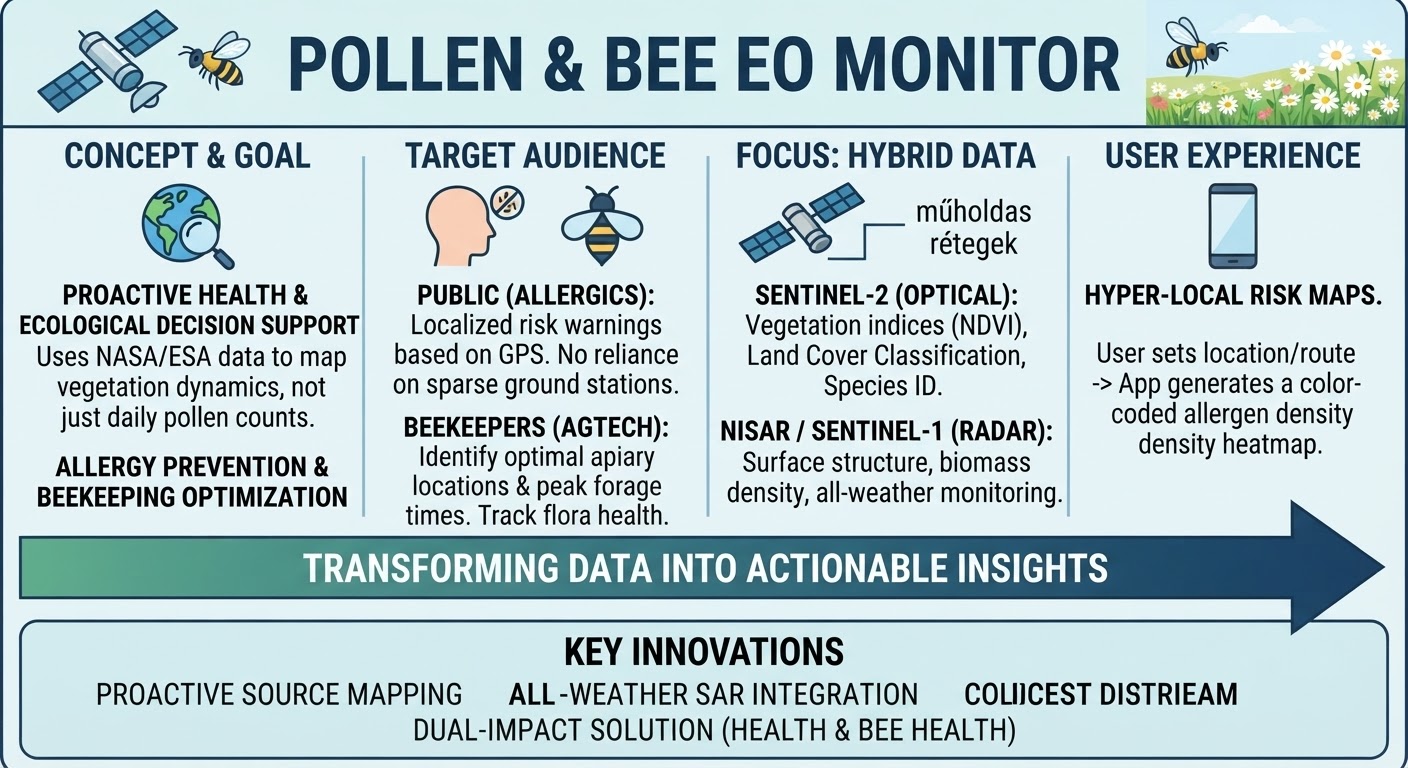 POLLEN & BEE EO MONITOR
CONCEPT & GOAL
PROACTIVE HEALTH &
ECOLOGICAL DECISION SUPPORT
Uses NASA/ESA data to map
vegetation dynamics, not
just daily pollen counts.
ALLERGY PREVENTION &
BEEKEEPING OPTIMIZATION
TARGET AUDIENCE
PUBLIC (ALLERGICS):
Localized risk warnings
based on GPS. No reliance
on sparse ground stations.
BEEKEEPERS (AGTECH):
Identify optimal apiary
locations & peak forage
times. Track flora health.
FOCUS: HYBRID DATA
műholdas
rétegek
SENTINEL-2 (OPTICAL):
Vegetation indices (NDVI),
Land Cover Classification,
Species ID.
NISAR / SENTINEL-1 (RADAR):
Surface structure, biomass
density, all-weather monitoring.
USER EXPERIENCE
HYPER-LOCAL RISK MAPS.
User sets location/route
-> App generates a color-
coded allergen density
density heatmap.
TRANSFORMING DATA INTO ACTIONABLE INSIGHTS
KEY INNOVATIONS
PROACTIVE SOURCE MAPPING ALL-WEATHER SAR INTEGRATION
DUAL-IMPACT SOLUTION (HEALTH & BEE HEALTH)